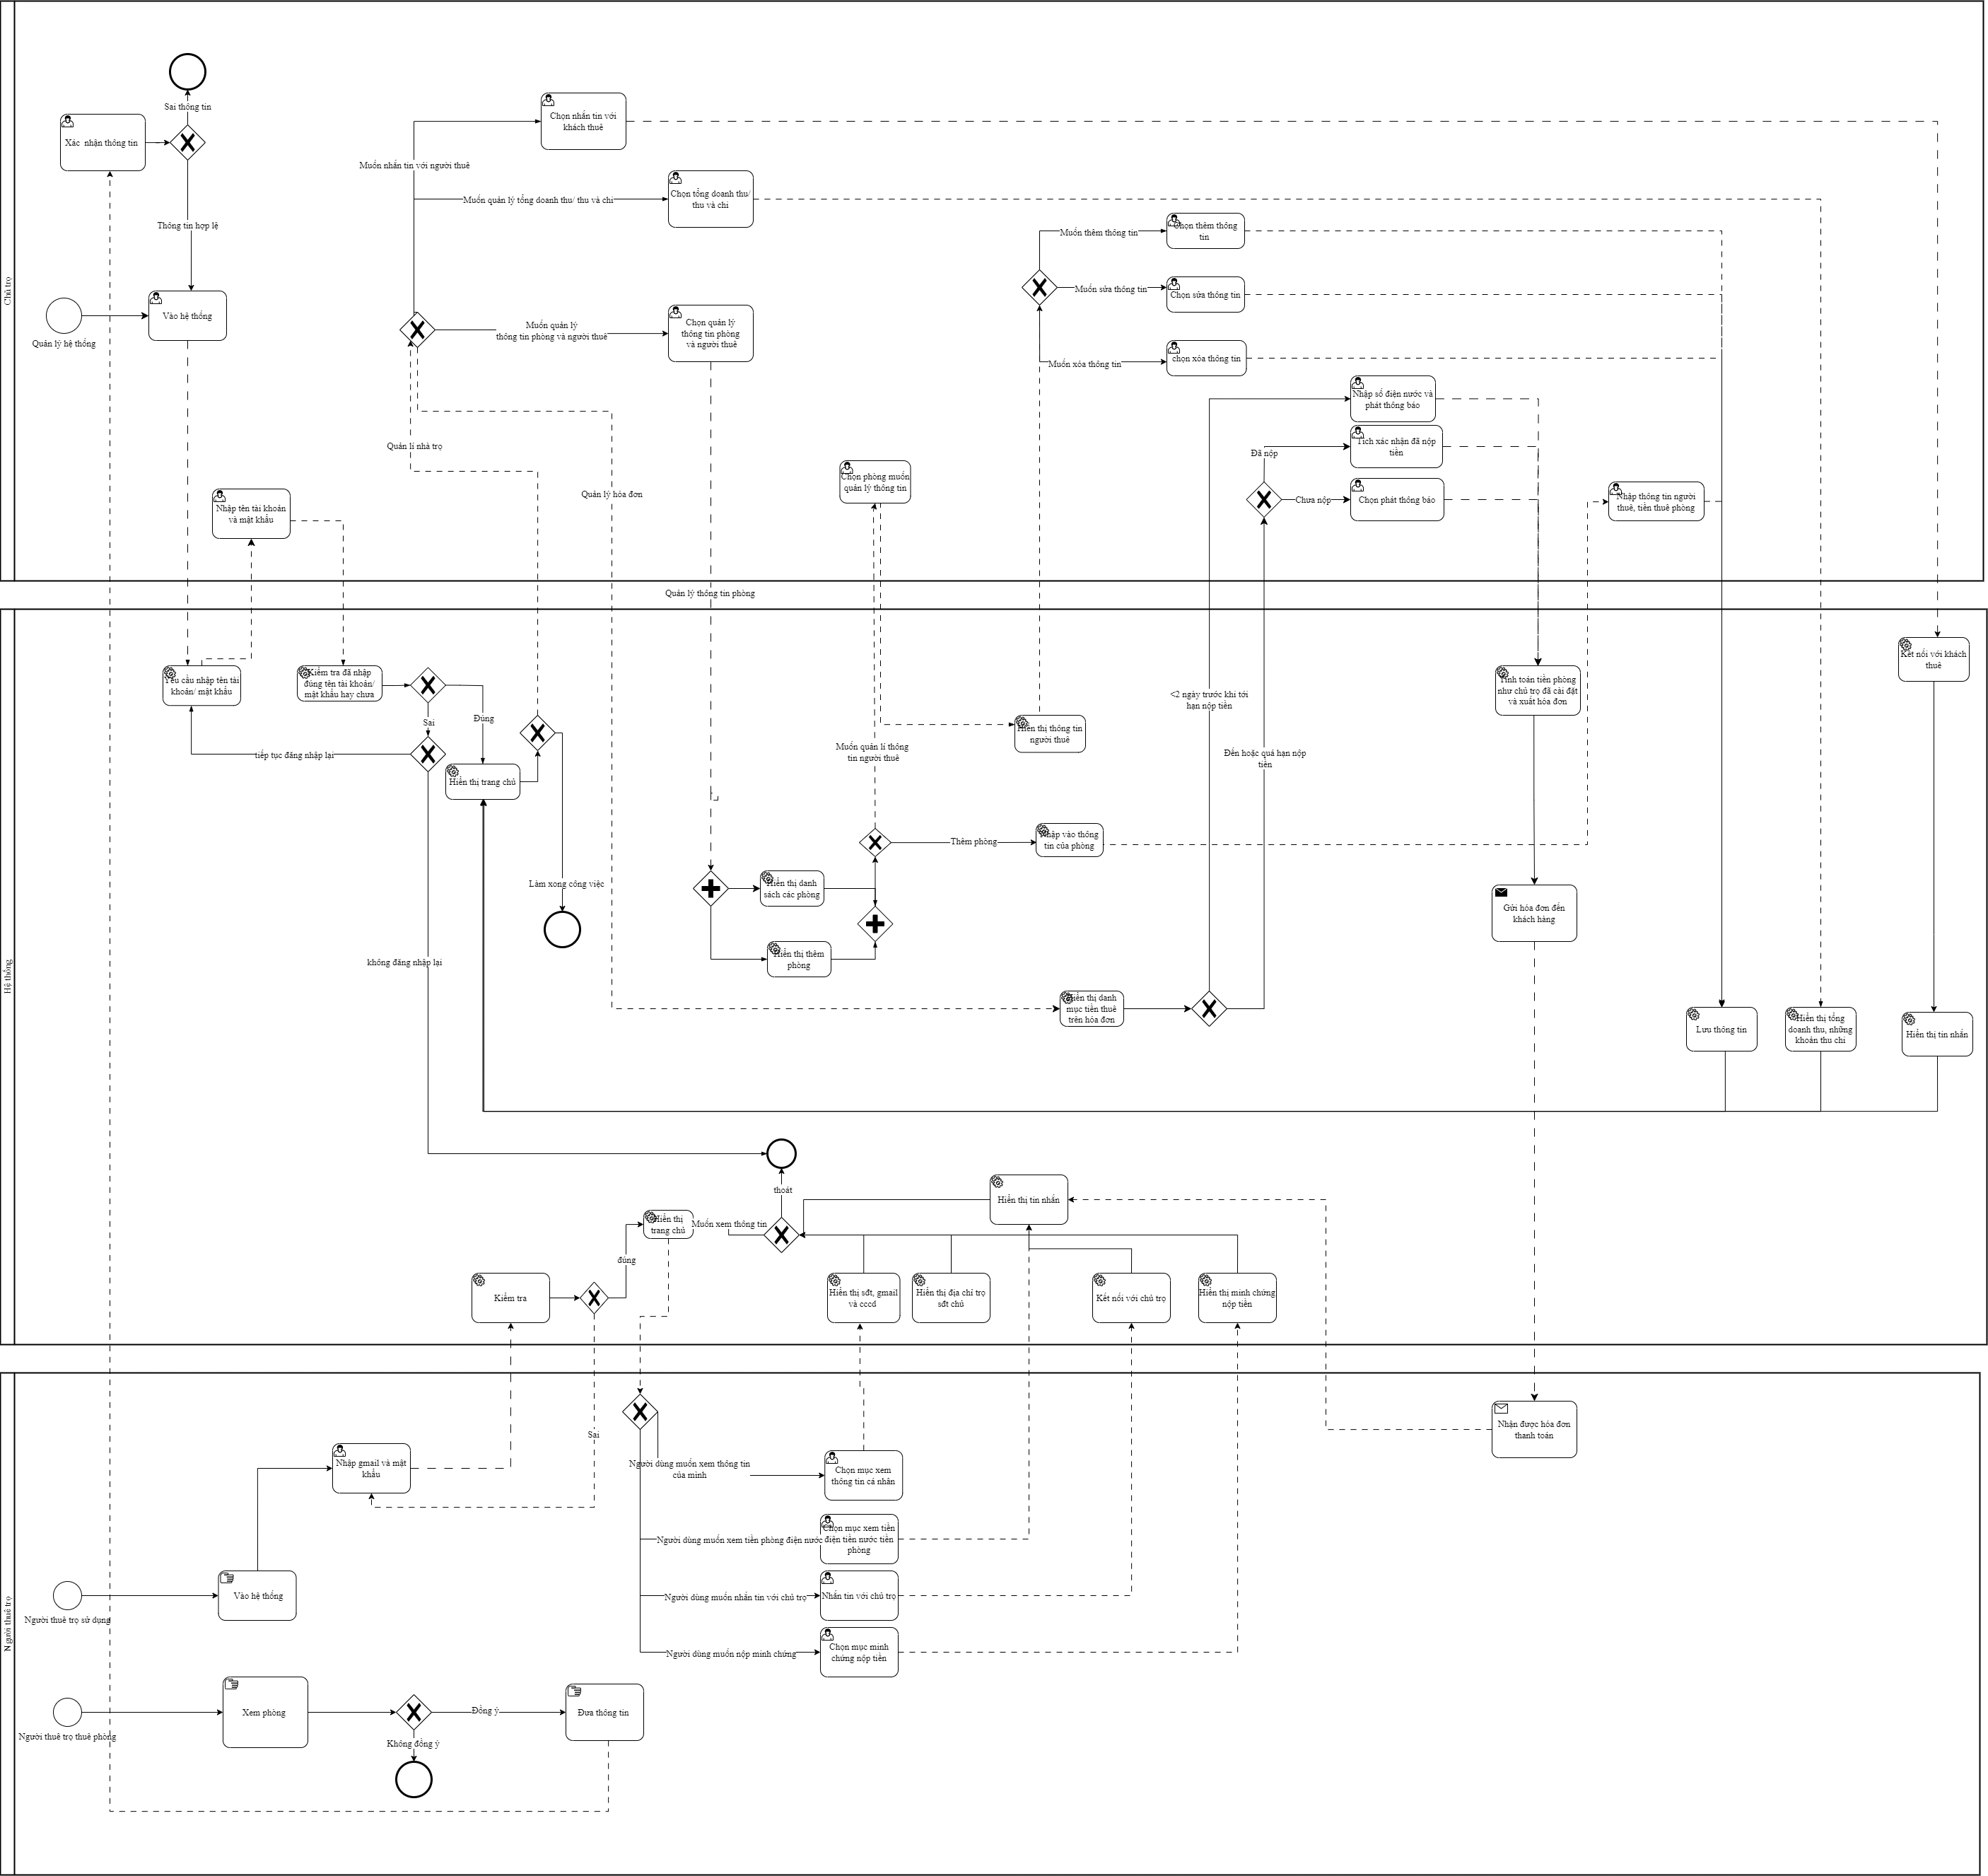 Chủ trọ
Sai thông tin
Xác nhận thông tin
Thông tin hợp lệ
Vào hệ thống
Quản lý hệ thống
Chọn nhắn tin với
khách thuê
Muốn nhắn tin với người thuê
Muốn quản lý tổng doanh thu/ thu và chi
Chọn tổng doanh thu/
thu và chi
Muốn quản lý
thông tin phòng và người thuê
Chọn quản lý
thông tin phòng
và người thuê
Muốn thêm thông tin
Chọn thêm thông
tin
Muốn sửa thông tin
Chọn sửa thông tin
Muốn xóa thông tin
chọn xóa thông tin
Nhập số điện nước và
phát thông báo
Đã nộp
Tích xác nhận đã nộp
tiền
Chưa nộp
Chọn phát thông báo
Nhập thông tin người
thuê, tiền thuê phòng
Quản lí nhà trọ
Quản lý hóa đơn
Chọn phòng muốn
quản lý thông tin
Nhập tên tài khoản
và mật khẩu
Quản lý thông tin phòng
Hệ thống
Yêu cầu nhập tên tài
khoản/ mật khẩu
Kiểm tra đã nhập
đúng tên tài khoản/
mật khẩu hay chưa
Sai
Đúng
tiếp tục đăng nhập lại
Hiển thị trang chủ
Làm xong công việc
không đăng nhập lại
Muốn quản lí thông
tin người thuê
Hiển thị thông tin
người thuê
<2 ngày trước khi tới
hạn nộp tiền
Đến hoặc quá hạn nộp
tiền
Tính toán tiền phòng
như chủ trọ đã cài đặt
và xuất hóa đơn
Kết nối với khách
thuê
Thêm phòng
Nhập vào thông
tin của phòng
Hiển thị danh
sách các phòng
Hiển thị thêm
phòng
Gửi hóa đơn đến
khách hàng
Hiển thị danh
mục tiền thuê
trên hóa đơn
Lưu thông tin
Hiển thị tổng
doanh thu, những
khoản thu chi
Hiển thị tin nhắn
thoát
Hiển thị tin nhắn
Hiển thị
trang chủ
Muốn xem thông tin
đúng
Kiểm tra
Hiển thị sđt, gmail
và cccd
Hiển thị địa chỉ trọ
sđt chủ
Kết nối với chủ trọ
Hiển thị minh chứng
nộp tiền
Người thuê trọ
Sai
Nhập gmail và mật
khẩu
Người dùng muốn xem thông tin
của mình
Chọn mục xem
thông tin cá nhân
Nhận được hóa đơn
thanh toán
Người dùng muốn xem tiền phòng điện nước
Chọn mục xem tiền
điện tiền nước tiền
phòng
Vào hệ thống
Người thuê trọ sử dụng
Người dùng muốn nhắn tin với chủ trọ
Nhắn tin với chủ trọ
Người dùng muốn nộp minh chứng
Chọn mục minh
chứng nộp tiền
Xem phòng
Đồng ý
Đưa thông tin
Người thuê trọ thuê phòng
Không đồng ý